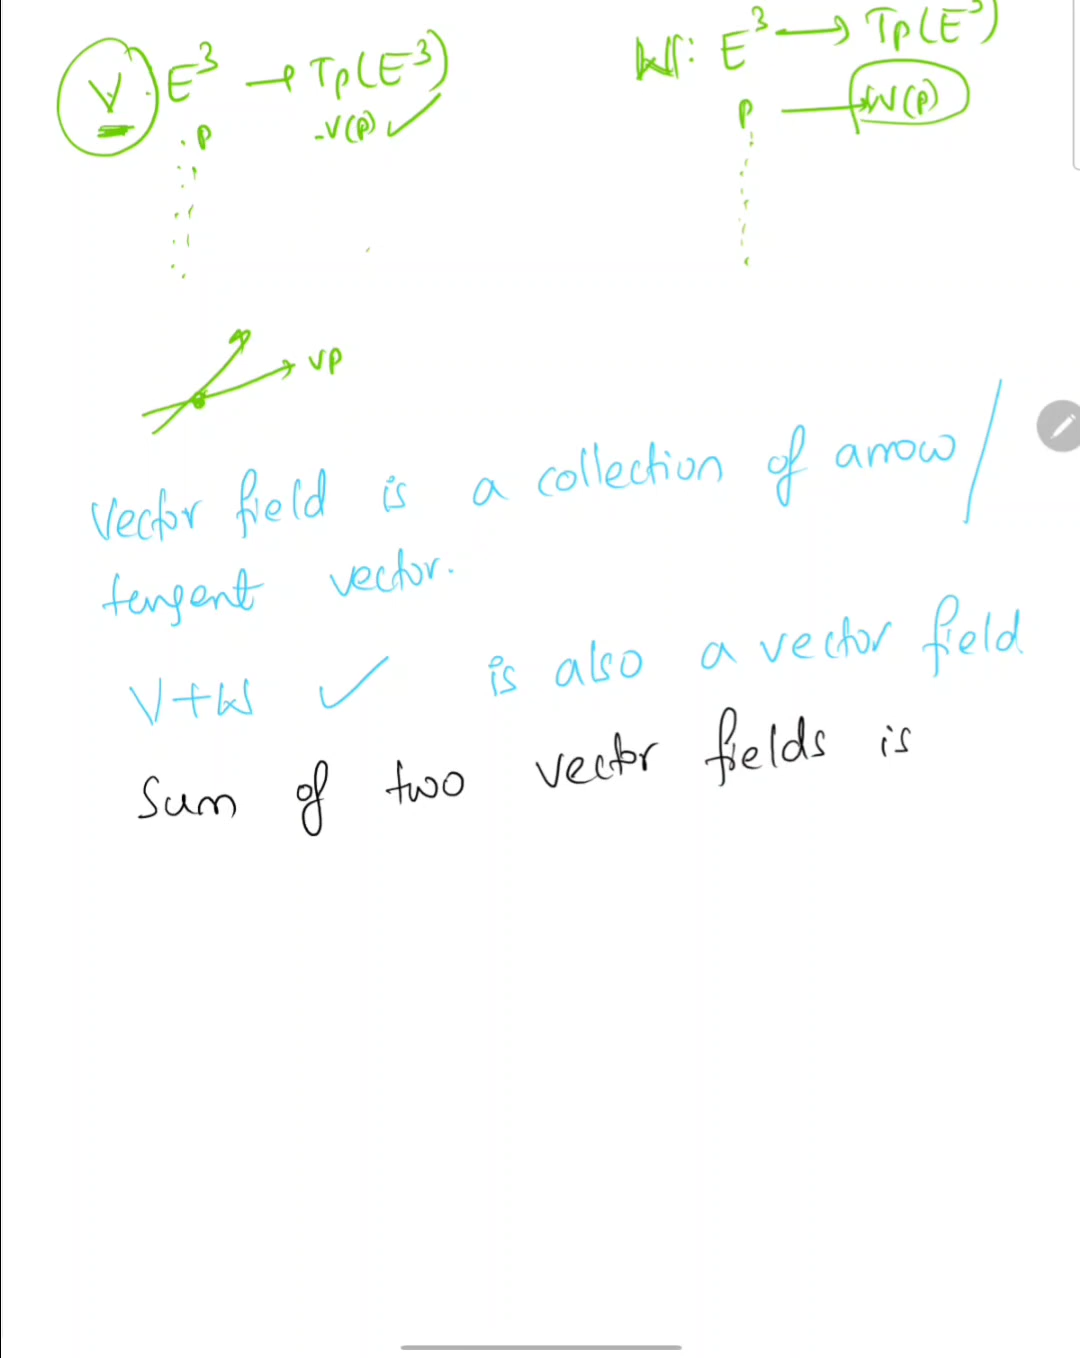 V: E³ → Tp(E³)
p V(p) ✓
W: E³ → Tp(E³)
p → W(p)
vp
Vector field is a collection of arrow/
tengent vector.
V+W ✓ is also a vector field
Sum of two vector fields is